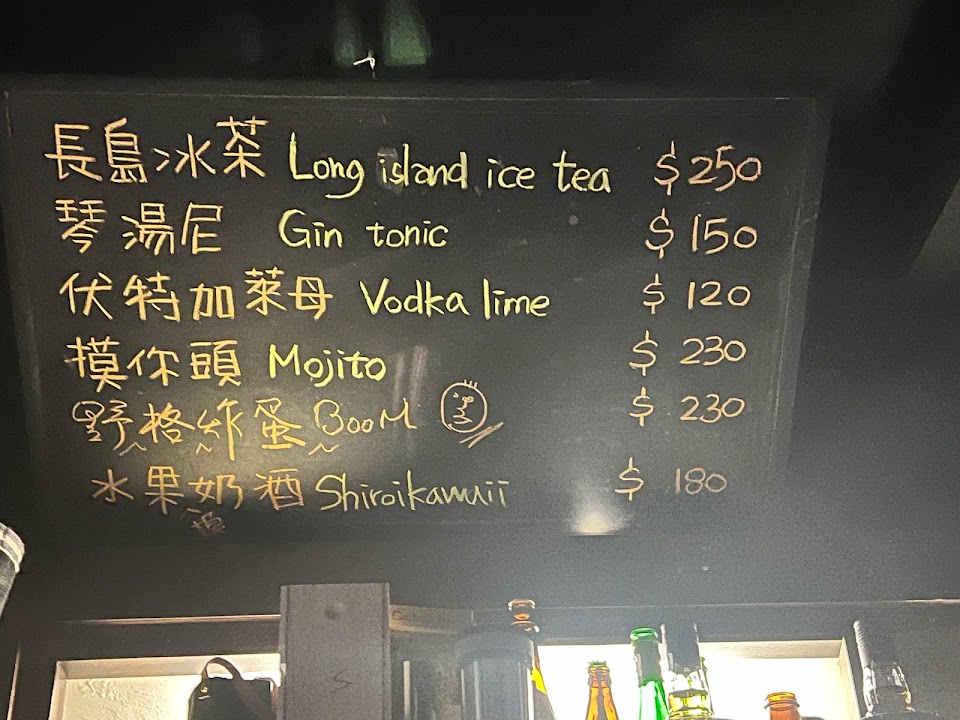 長島冰茶 Long island ice tea $250
琴湯尼 Gin tonic $150
伏特加萊母 Vodka lime $120
摸你頭 Mojito $230
野格炸蛋 BooM $230
水果奶酒 Shiroikamuii $180